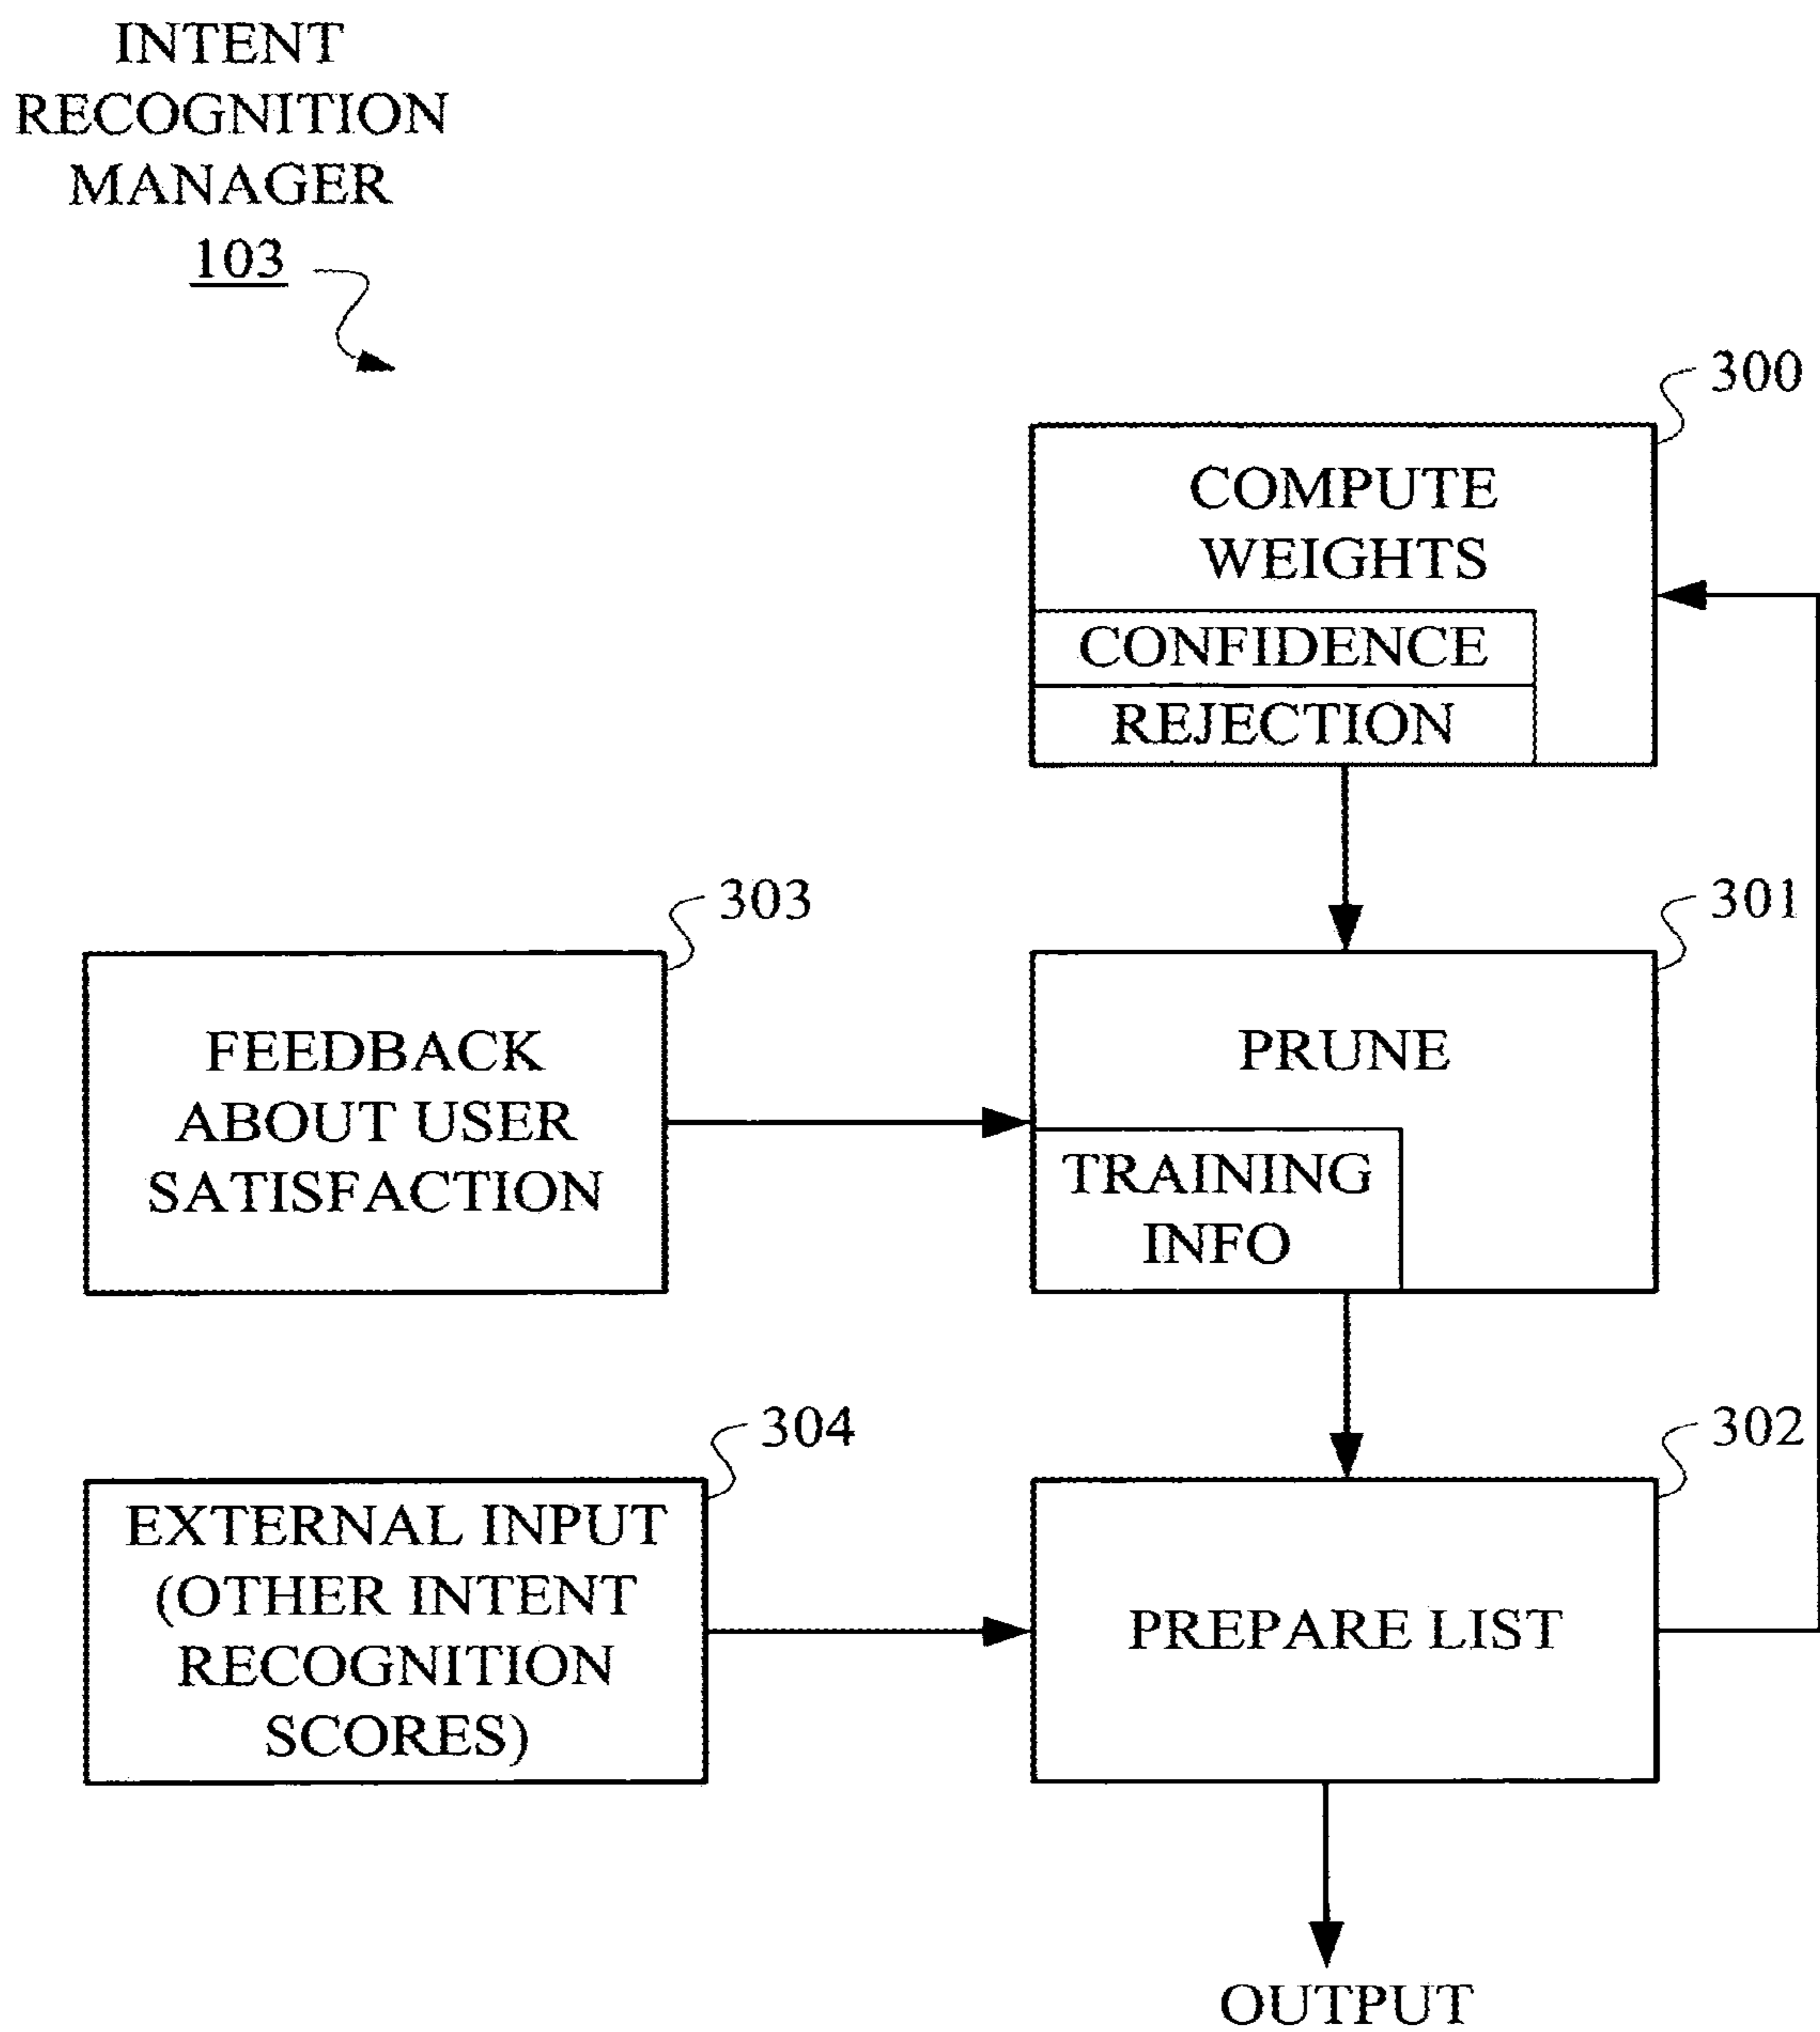 INTENT
RECOGNITION
MANAGER
103
300
COMPUTE
WEIGHTS
CONFIDENCE
REJECTION
303
301
FEEDBACK
ABOUT USER
SATISFACTION
PRUNE
TRAINING
INFO
304
302
EXTERNAL INPUT
(OTHER INTENT
RECOGNITION
SCORES)
PREPARE LIST
OUTPUT